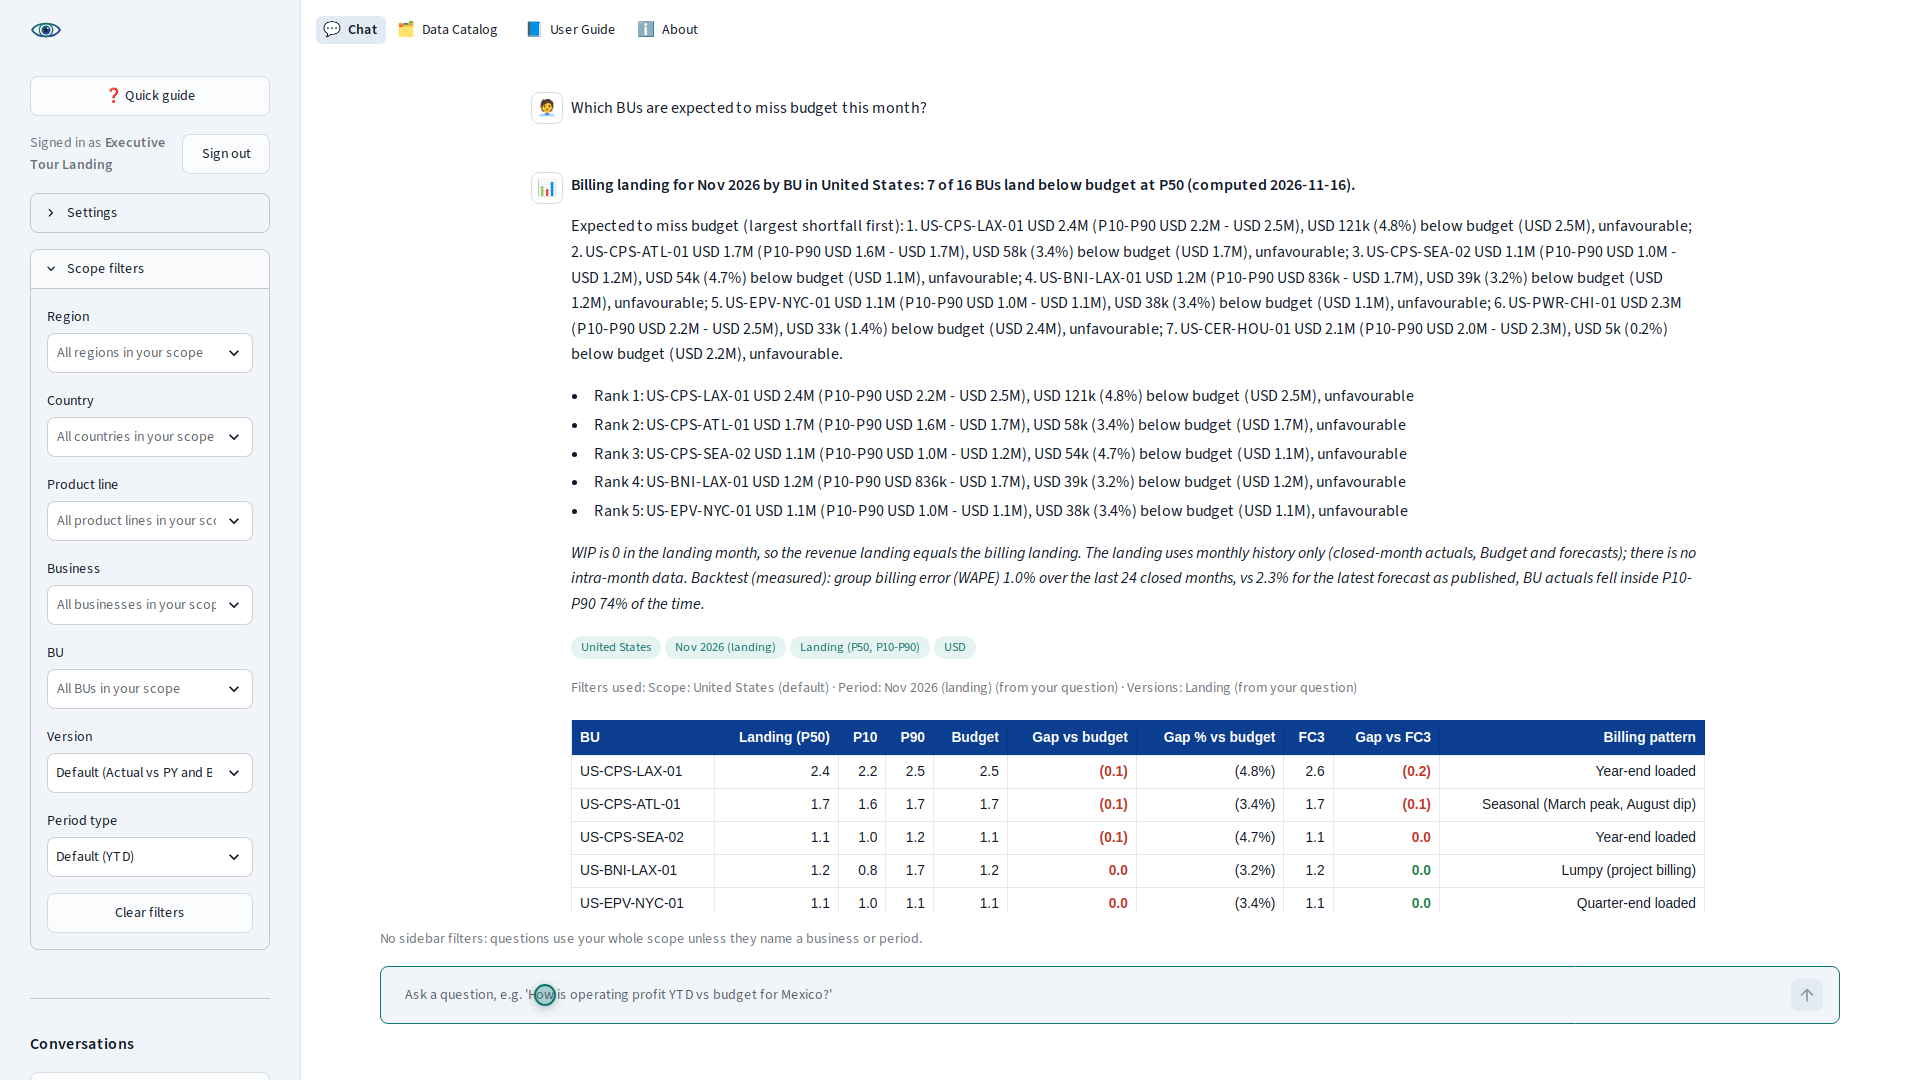 ❓ Quick guide
Signed in as Executive
Tour Landing
Sign out
Settings
Scope filters
Region
All regions in your scope
Country
All countries in your scope
Product line
All product lines in your sco
Business
All businesses in your scop
BU
All BUs in your scope
Version
Default (Actual vs PY and B
Period type
Default (YTD)
Clear filters
Conversations
Chat
Data Catalog
User Guide
About
Which BUs are expected to miss budget this month?
Billing landing for Nov 2026 by BU in United States: 7 of 16 BUs land below budget at P50 (computed 2026-11-16).
Expected to miss budget (largest shortfall first): 1. US-CPS-LAX-01 USD 2.4M (P10-P90 USD 2.2M - USD 2.5M), USD 121k (4.8%) below budget (USD 2.5M), unfavourable;
2. US-CPS-ATL-01 USD 1.7M (P10-P90 USD 1.6M - USD 1.7M), USD 58k (3.4%) below budget (USD 1.7M), unfavourable; 3. US-CPS-SEA-02 USD 1.1M (P10-P90 USD 1.0M -
USD 1.2M), USD 54k (4.7%) below budget (USD 1.1M), unfavourable; 4. US-BNI-LAX-01 USD 1.2M (P10-P90 USD 836k - USD 1.7M), USD 39k (3.2%) below budget (USD
1.2M), unfavourable; 5. US-EPV-NYC-01 USD 1.1M (P10-P90 USD 1.0M - USD 1.1M), USD 38k (3.4%) below budget (USD 1.1M), unfavourable; 6. US-PWR-CHI-01 USD 2.3M
(P10-P90 USD 2.2M - USD 2.5M), USD 33k (1.4%) below budget (USD 2.4M), unfavourable; 7. US-CER-HOU-01 USD 2.1M (P10-P90 USD 2.0M - USD 2.3M), USD 5k (0.2%)
below budget (USD 2.2M), unfavourable.
• Rank 1: US-CPS-LAX-01 USD 2.4M (P10-P90 USD 2.2M - USD 2.5M), USD 121k (4.8%) below budget (USD 2.5M), unfavourable
• Rank 2: US-CPS-ATL-01 USD 1.7M (P10-P90 USD 1.6M - USD 1.7M), USD 58k (3.4%) below budget (USD 1.7M), unfavourable
• Rank 3: US-CPS-SEA-02 USD 1.1M (P10-P90 USD 1.0M - USD 1.2M), USD 54k (4.7%) below budget (USD 1.1M), unfavourable
• Rank 4: US-BNI-LAX-01 USD 1.2M (P10-P90 USD 836k - USD 1.7M), USD 39k (3.2%) below budget (USD 1.2M), unfavourable
• Rank 5: US-EPV-NYC-01 USD 1.1M (P10-P90 USD 1.0M - USD 1.1M), USD 38k (3.4%) below budget (USD 1.1M), unfavourable
WIP is 0 in the landing month, so the revenue landing equals the billing landing. The landing uses monthly history only (closed-month actuals, Budget and forecasts); there is no
intra-month data. Backtest (measured): group billing error (WAPE) 1.0% over the last 24 closed months, vs 2.3% for the latest forecast as published, BU actuals fell inside P10-
P90 74% of the time.
United States Nov 2026 (landing) Landing (P50, P10-P90) USD
Filters used: Scope: United States (default) · Period: Nov 2026 (landing) (from your question) · Versions: Landing (from your question)
BU Landing (P50) P10 P90 Budget Gap vs budget Gap % vs budget FC3 Gap vs FC3 Billing pattern
US-CPS-LAX-01 2.4 2.2 2.5 2.5 (0.1) (4.8%) 2.6 (0.2) Year-end loaded
US-CPS-ATL-01 1.7 1.6 1.7 1.7 (0.1) (3.4%) 1.7 (0.1) Seasonal (March peak, August dip)
US-CPS-SEA-02 1.1 1.0 1.2 1.1 (0.1) (4.7%) 1.1 0.0 Year-end loaded
US-BNI-LAX-01 1.2 0.8 1.7 1.2 0.0 (3.2%) 1.2 0.0 Lumpy (project billing)
US-EPV-NYC-01 1.1 1.0 1.1 1.1 0.0 (3.4%) 1.1 0.0 Quarter-end loaded
No sidebar filters: questions use your whole scope unless they name a business or period.
Ask a question, e.g. 'How is operating profit YTD vs budget for Mexico?'